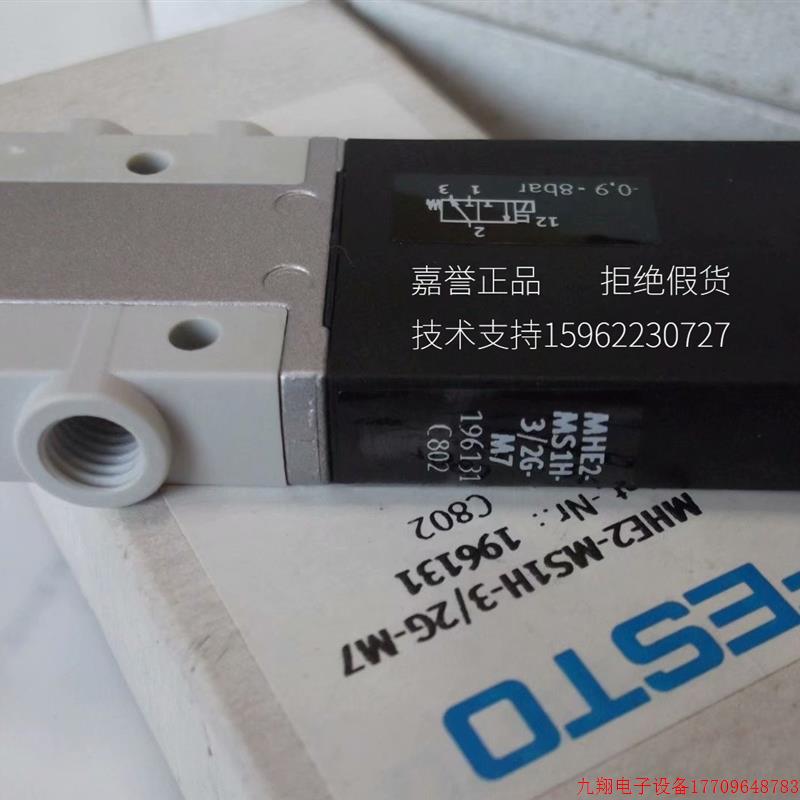 -0,9 - 8bar
12
2
1 3
嘉誉正品 拒绝假货
技术支持15962230727
MHE2-
MS1H-
3/2G-
M7
196131
C802
MHE2-MS1H-3/2G-M7
-Nr.: 196131
C802
FESTO
九翔电子设备17709648783